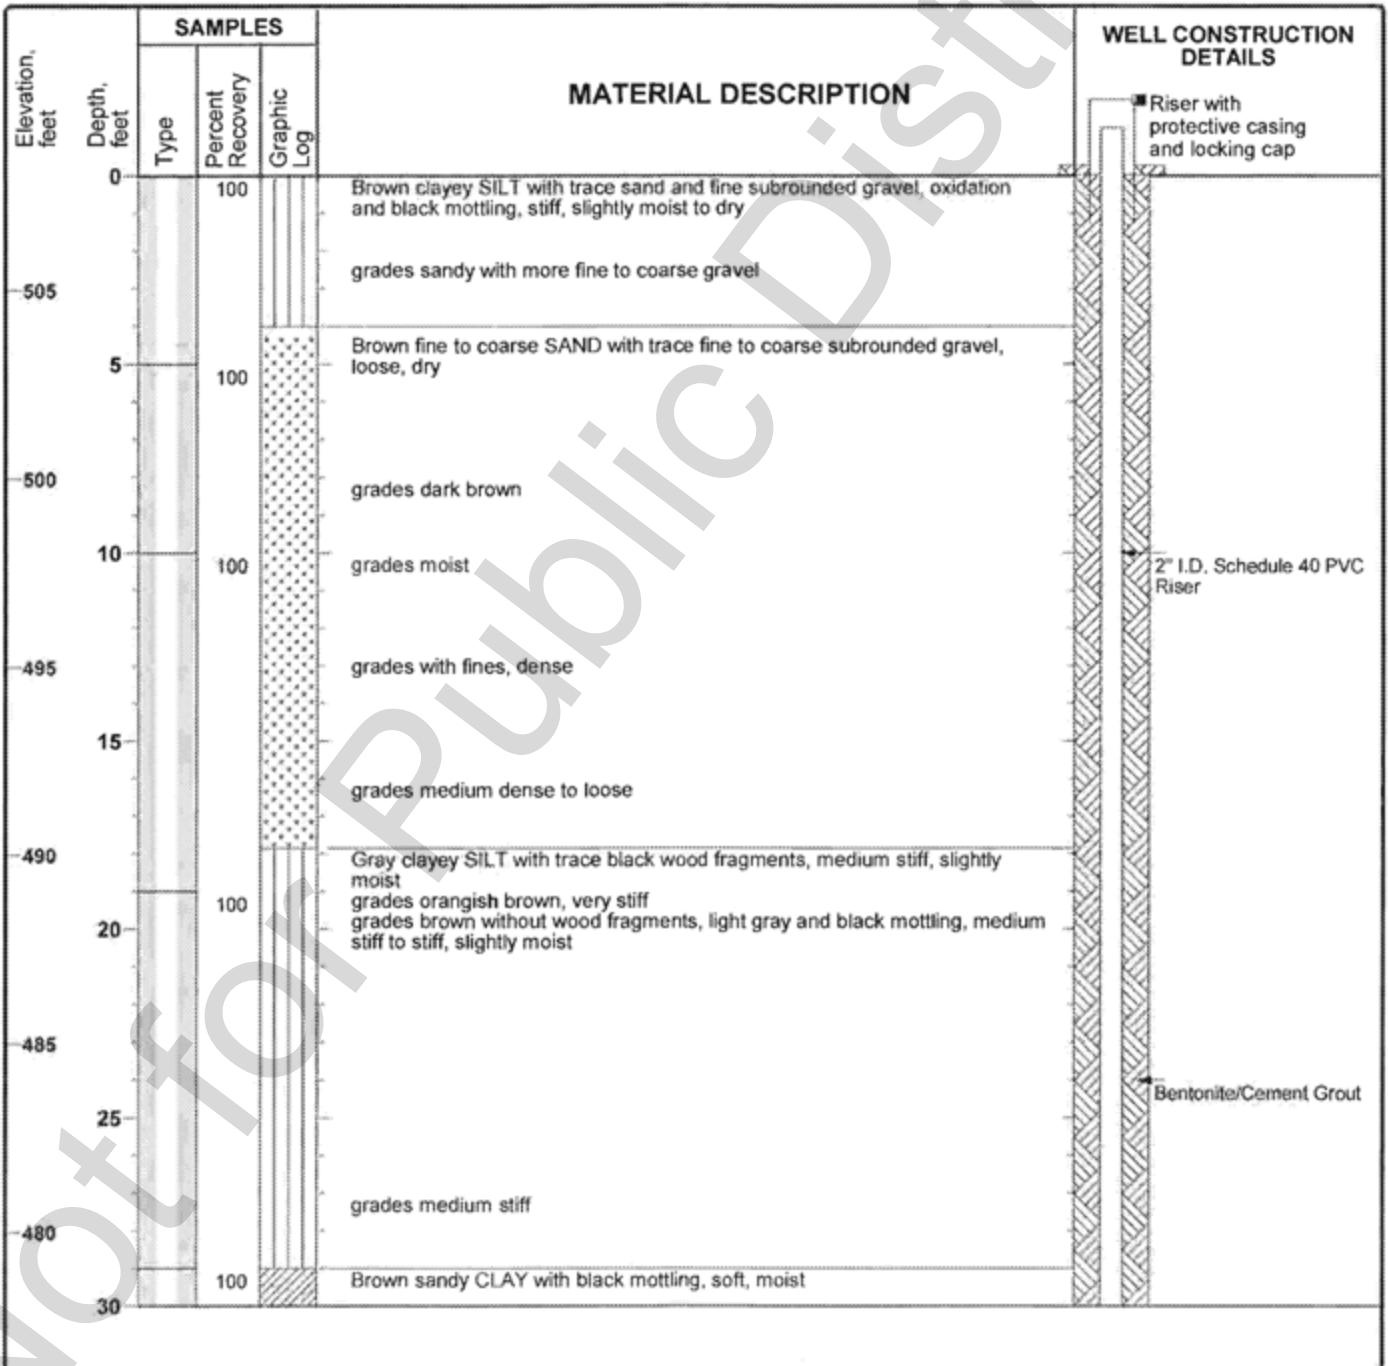 SAMPLES
Elevation, feet
Depth, feet
Type
Percent Recovery
Graphic Log
MATERIAL DESCRIPTION
WELL CONSTRUCTION
DETAILS
Riser with
protective casing
and locking cap
0
100
Brown clayey SILT with trace sand and fine subrounded gravel, oxidation
and black mottling, stiff, slightly moist to dry
grades sandy with more fine to coarse gravel
505
Brown fine to coarse SAND with trace fine to coarse subrounded gravel,
loose, dry
5
100
500
grades dark brown
10
100
grades moist
2" I.D. Schedule 40 PVC
Riser
495
grades with fines, dense
15
grades medium dense to loose
490
Gray clayey SILT with trace black wood fragments, medium stiff, slightly
moist
100
grades orangish brown, very stiff
20
grades brown without wood fragments, light gray and black mottling, medium
stiff to stiff, slightly moist
485
Bentonite/Cement Grout
25
grades medium stiff
480
100
Brown sandy CLAY with black mottling, soft, moist
30
Not for Public Distri